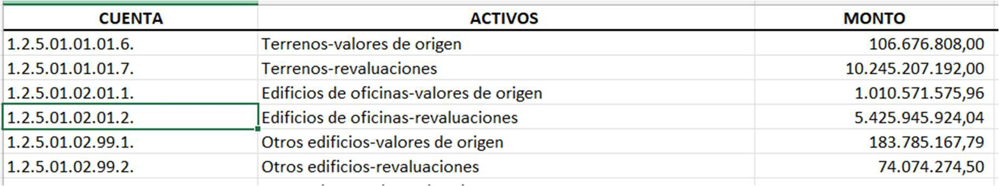 CUENTA ACTIVOS MONTO
1.2.5.01.01.01.6. Terrenos-valores de origen 106.676.808,00
1.2.5.01.01.01.7. Terrenos-revaluaciones 10.245.207.192,00
1.2.5.01.02.01.1. Edificios de oficinas-valores de origen 1.010.571.575,96
1.2.5.01.02.01.2. Edificios de oficinas-revaluaciones 5.425.945.924,04
1.2.5.01.02.99.1. Otros edificios-valores de origen 183.785.167,79
1.2.5.01.02.99.2. Otros edificios-revaluaciones 74.074.274,50